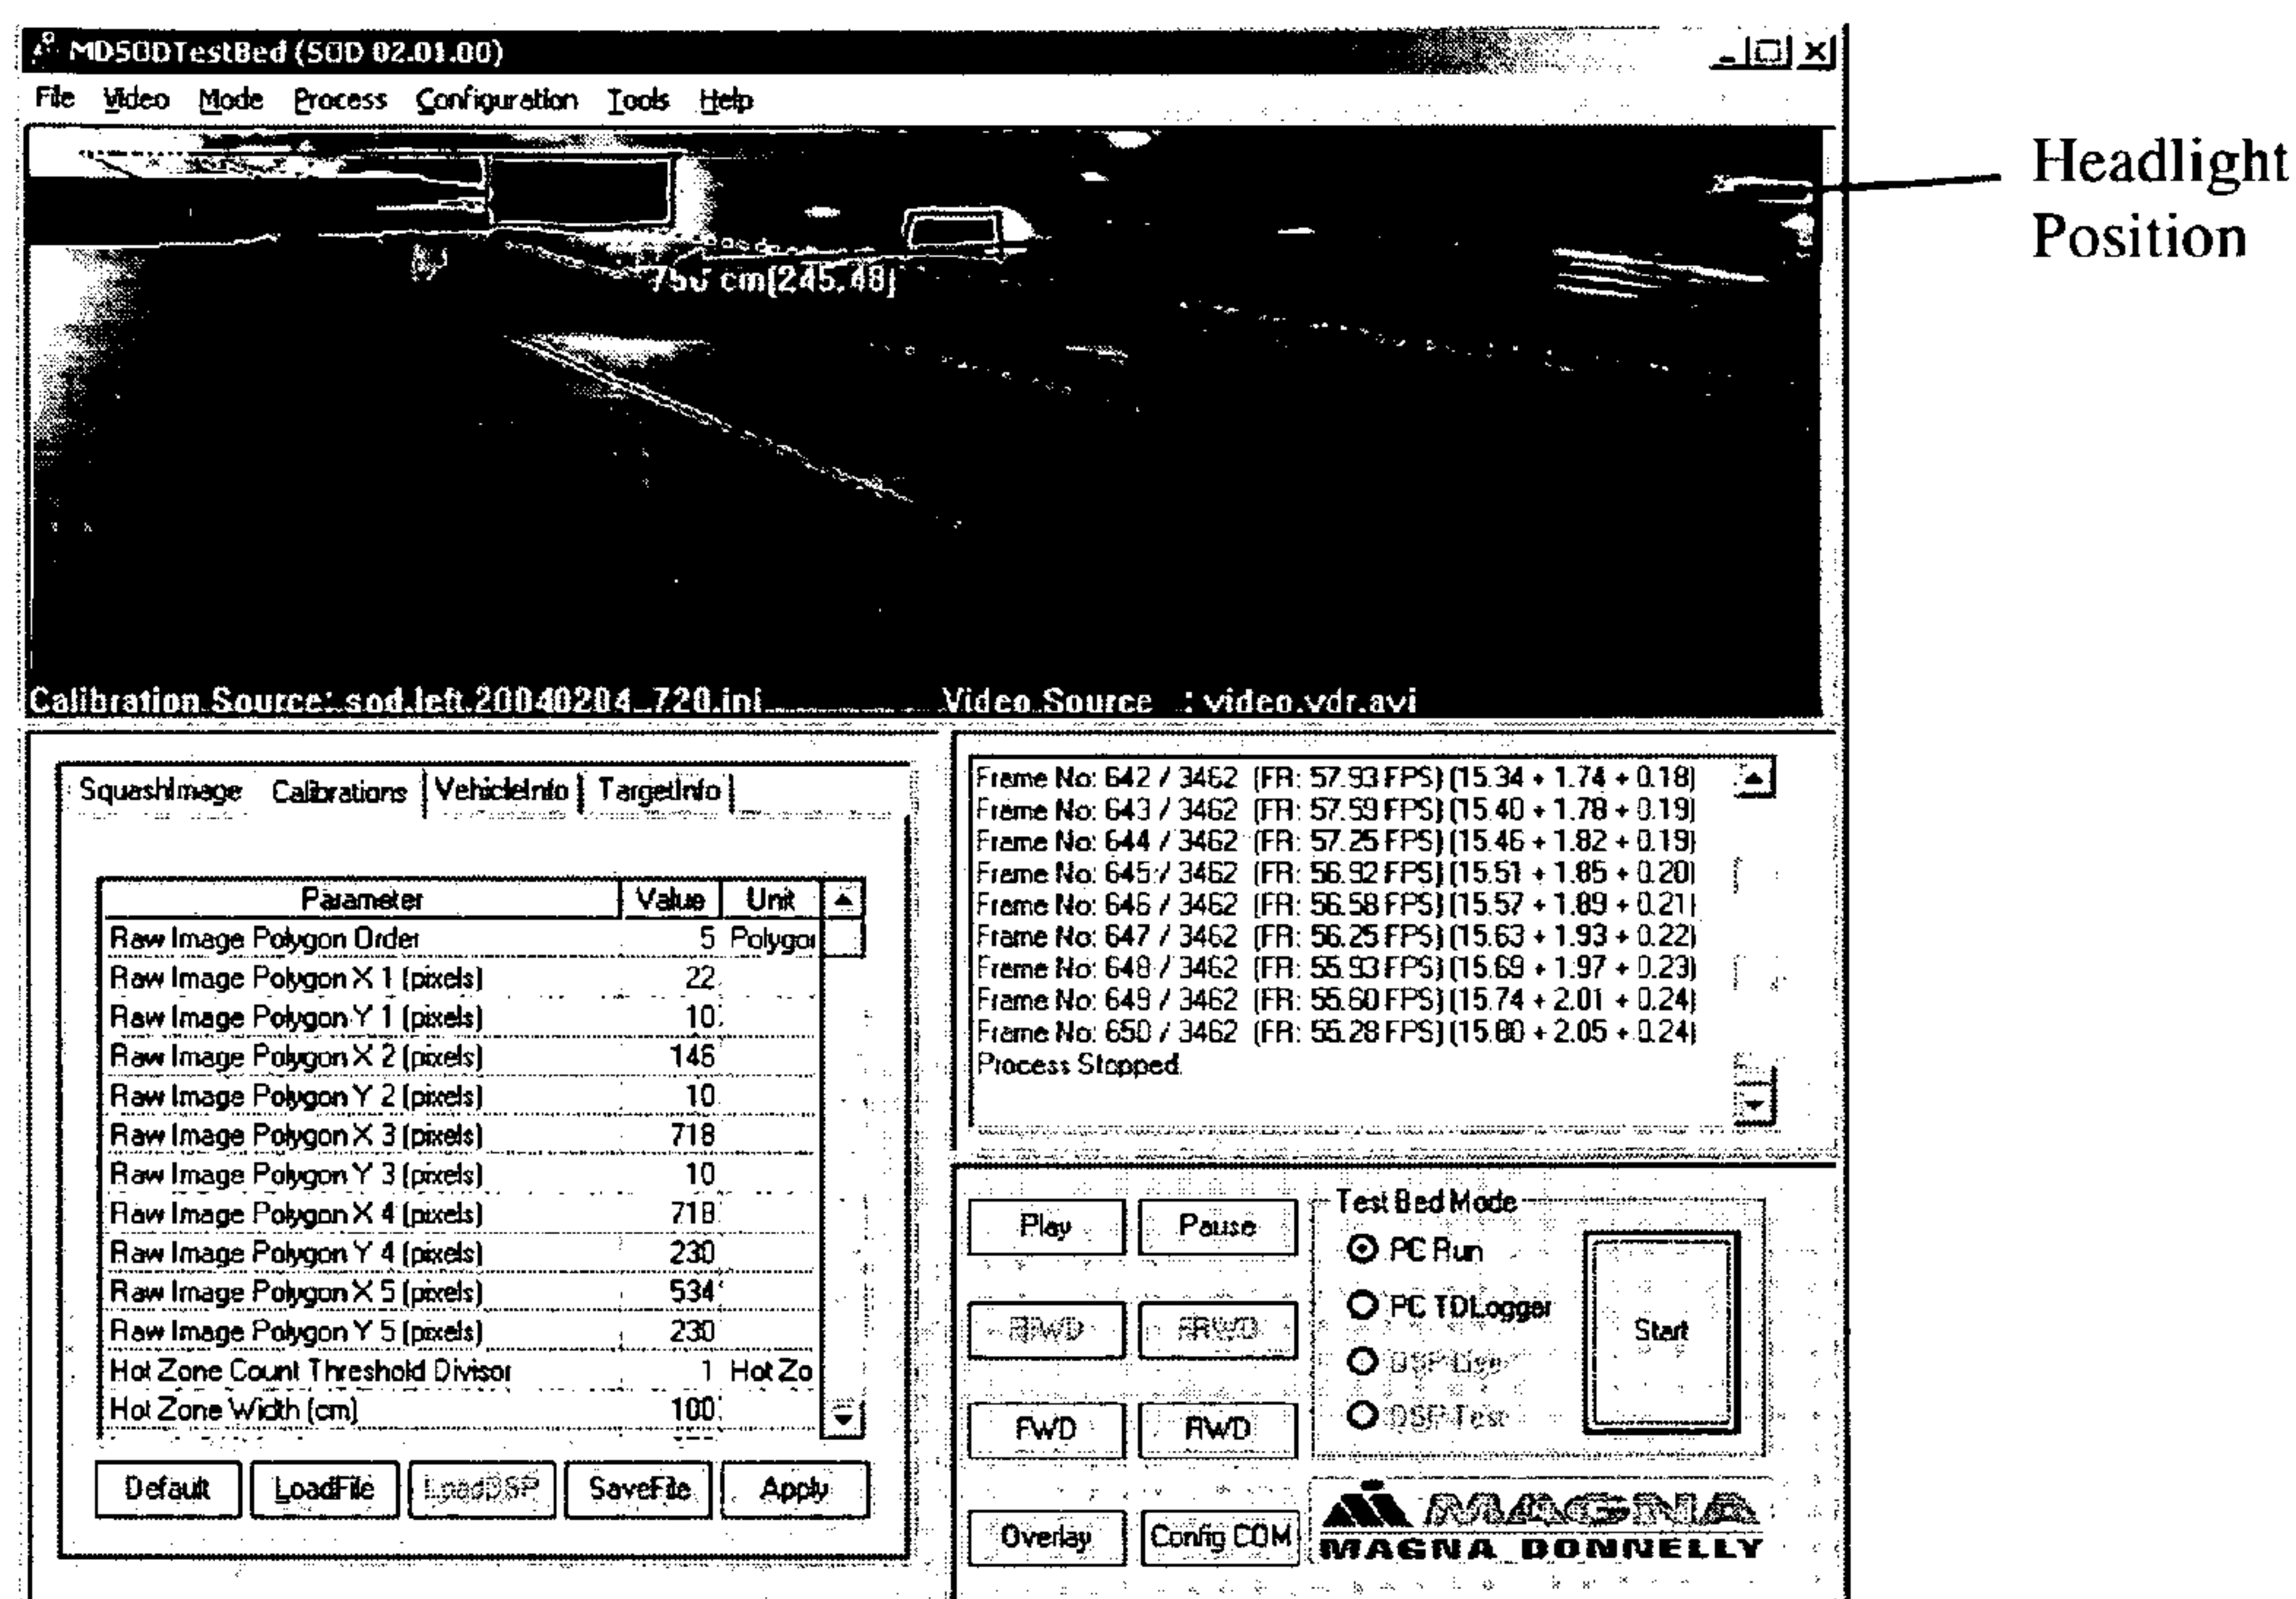 MDSODTestBed (SOD 02.01.00)
File Video Mode Process Configuration Tools Help
Headlight
Position
cm(245,48)
Calibration Source: sod.left.20040204_720.ini
Video Source : video.vdr.avi
SquashImage Calibrations VehicleInfo TargetInfo
Parameter Value Unit
Raw Image Polygon Order 5 Polygon
Raw Image Polygon X 1 (pixels) 22
Raw Image Polygon Y 1 (pixels) 10
Raw Image Polygon X 2 (pixels) 146
Raw Image Polygon Y 2 (pixels) 10
Raw Image Polygon X 3 (pixels) 718
Raw Image Polygon Y 3 (pixels) 10
Raw Image Polygon X 4 (pixels) 718
Raw Image Polygon Y 4 (pixels) 230
Raw Image Polygon X 5 (pixels) 534
Raw Image Polygon Y 5 (pixels) 230
Hot Zone Count Threshold Divisor 1 Hot Zo
Hot Zone Width (cm) 100
Default LoadFile LoadDSP SaveFile Apply
Frame No: 642 / 3462 (FR: 57.93 FPS) (15.34 + 1.74 + 0.18)
Frame No: 643 / 3462 (FR: 57.59 FPS) (15.40 + 1.78 + 0.19)
Frame No: 644 / 3462 (FR: 57.25 FPS) (15.46 + 1.82 + 0.19)
Frame No: 645 / 3462 (FR: 56.92 FPS) (15.51 + 1.85 + 0.20)
Frame No: 646 / 3462 (FR: 56.58 FPS) (15.57 + 1.89 + 0.21)
Frame No: 647 / 3462 (FR: 56.25 FPS) (15.63 + 1.93 + 0.22)
Frame No: 648 / 3462 (FR: 55.93 FPS) (15.69 + 1.97 + 0.23)
Frame No: 649 / 3462 (FR: 55.60 FPS) (15.74 + 2.01 + 0.24)
Frame No: 650 / 3462 (FR: 55.28 FPS) (15.80 + 2.05 + 0.24)
Process Stopped.
Play Pause
FRWD
FWD RWD
Overlay Config COM
Test Bed Mode
PC Run
PC TDLogger
DSP Live
DSP Test
Start
MAGNA
MAGNA DONNELLY